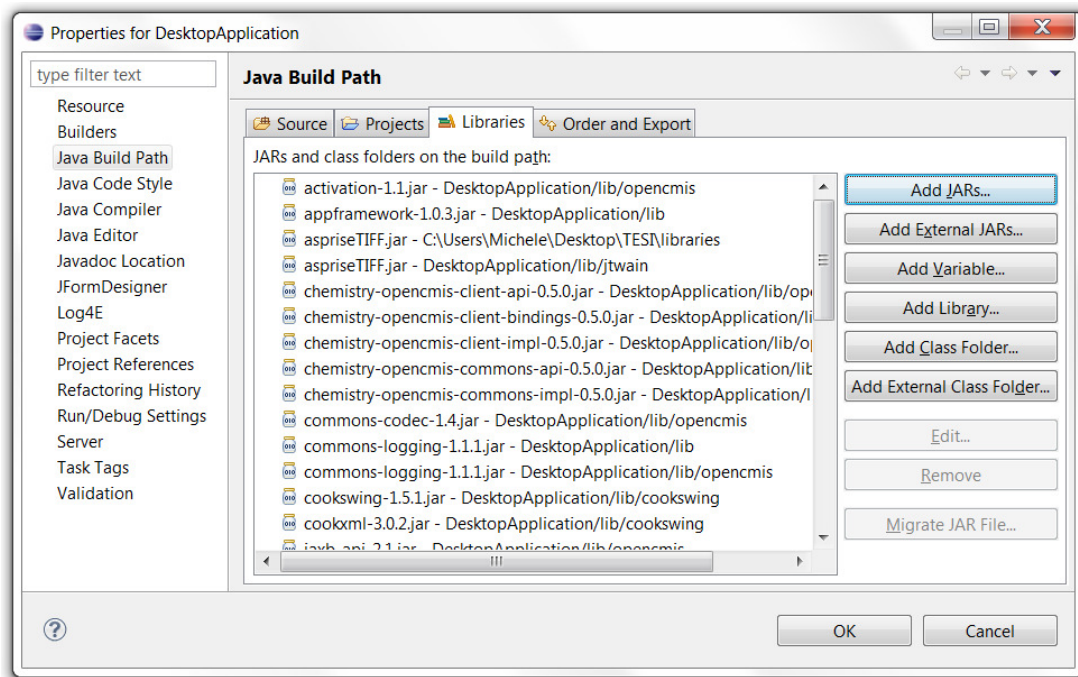 Properties for DesktopApplication
type filter text
Resource
Builders
Java Build Path
Java Code Style
Java Compiler
Java Editor
Javadoc Location
JFormDesigner
Log4E
Project Facets
Project References
Refactoring History
Run/Debug Settings
Server
Task Tags
Validation
Java Build Path
Source
Projects
Libraries
Order and Export
JARs and class folders on the build path:
activation-1.1.jar - DesktopApplication/lib/opencmis
appframework-1.0.3.jar - DesktopApplication/lib
aspriseTIFF.jar - C:\Users\Michele\Desktop\TESI\libraries
aspriseTIFF.jar - DesktopApplication/lib/jtwain
chemistry-opencmis-client-api-0.5.0.jar - DesktopApplication/lib/ope
chemistry-opencmis-client-bindings-0.5.0.jar - DesktopApplication/li
chemistry-opencmis-client-impl-0.5.0.jar - DesktopApplication/lib/o
chemistry-opencmis-commons-api-0.5.0.jar - DesktopApplication/lib
chemistry-opencmis-commons-impl-0.5.0.jar - DesktopApplication/l
commons-codec-1.4.jar - DesktopApplication/lib/opencmis
commons-logging-1.1.1.jar - DesktopApplication/lib
commons-logging-1.1.1.jar - DesktopApplication/lib/opencmis
cookswing-1.5.1.jar - DesktopApplication/lib/cookswing
cookxml-3.0.2.jar - DesktopApplication/lib/cookswing
jaxb-api-2.1.jar - DesktopApplication/lib/opencmis
Add JARs...
Add External JARs...
Add Variable...
Add Library...
Add Class Folder...
Add External Class Folder...
Edit...
Remove
Migrate JAR File...
OK
Cancel